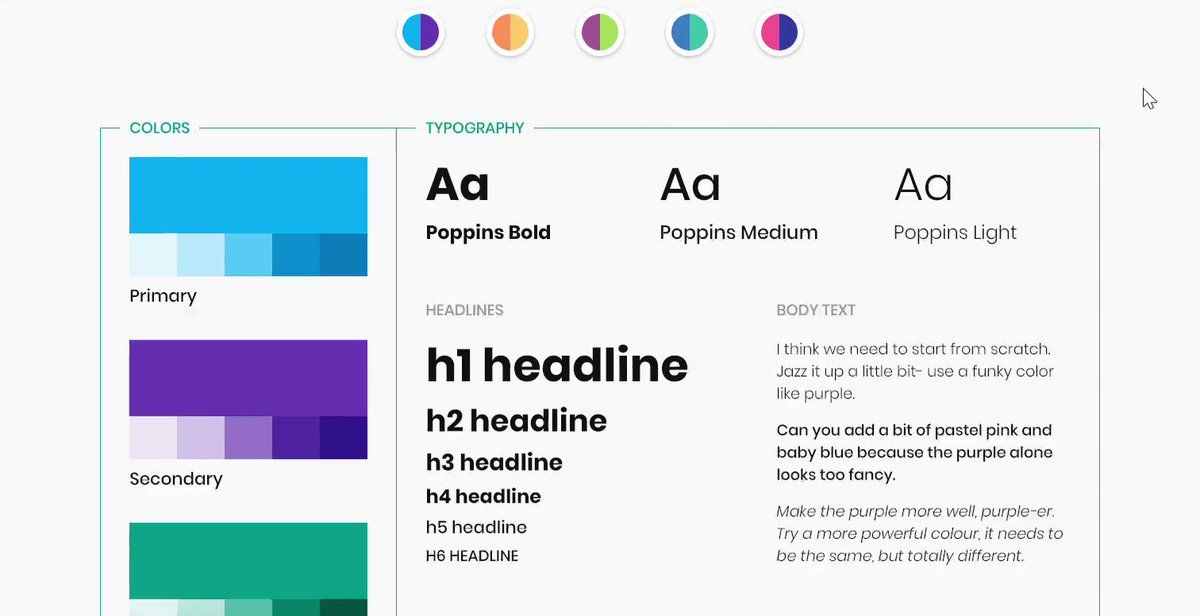 COLORS
TYPOGRAPHY
Aa
Aa
Aa
Poppins Bold
Poppins Medium
Poppins Light
Primary
Secondary
HEADLINES
h1 headline
h2 headline
h3 headline
h4 headline
h5 headline
H6 HEADLINE
BODY TEXT
I think we need to start from scratch.
Jazz it up a little bit- use a funky color
like purple.
Can you add a bit of pastel pink and
baby blue because the purple alone
looks too fancy.
Make the purple more well, purple-er.
Try a more powerful colour, it needs to
be the same, but totally different.